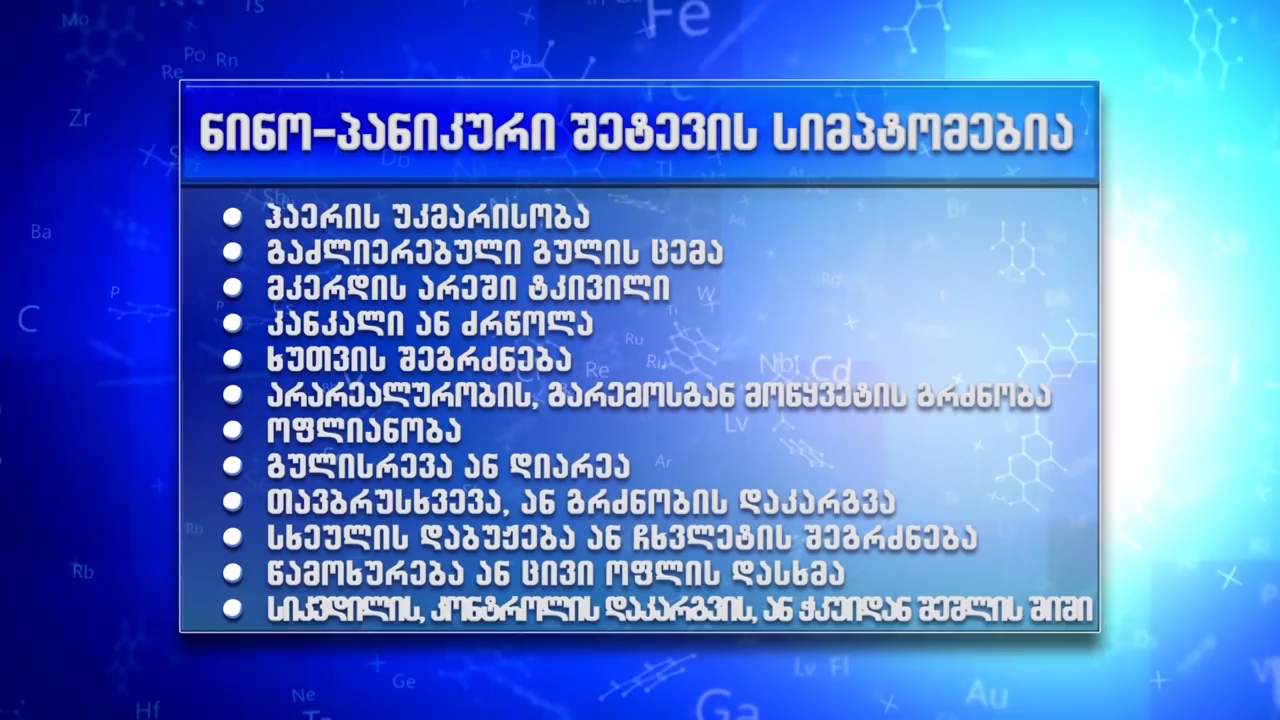 ნინო-პანიკური შეტევის სიმპტომებია
ჰაერის უკმარისობა
გაძლიერებული გულის ცემა
მკერდის არეში ტკივილი
კანკალი ან ძრწოლა
ხუთვის შეგრძნება
არარეალურობის, გარემოსგან მოწყვეტის გრძნობა
ოფლიანობა
გულისრევა ან დიარეა
თავბრუსხვევა, ან გრძნობის დაკარგვა
სხეულის დაბუჟება ან ჩხვლეტის შეგრძნება
წამოხურება ან ცივი ოფლის დასხმა
სიკვდილის, კონტროლის დაკარგვის, ან ჭკუიდან შეშლის შიში